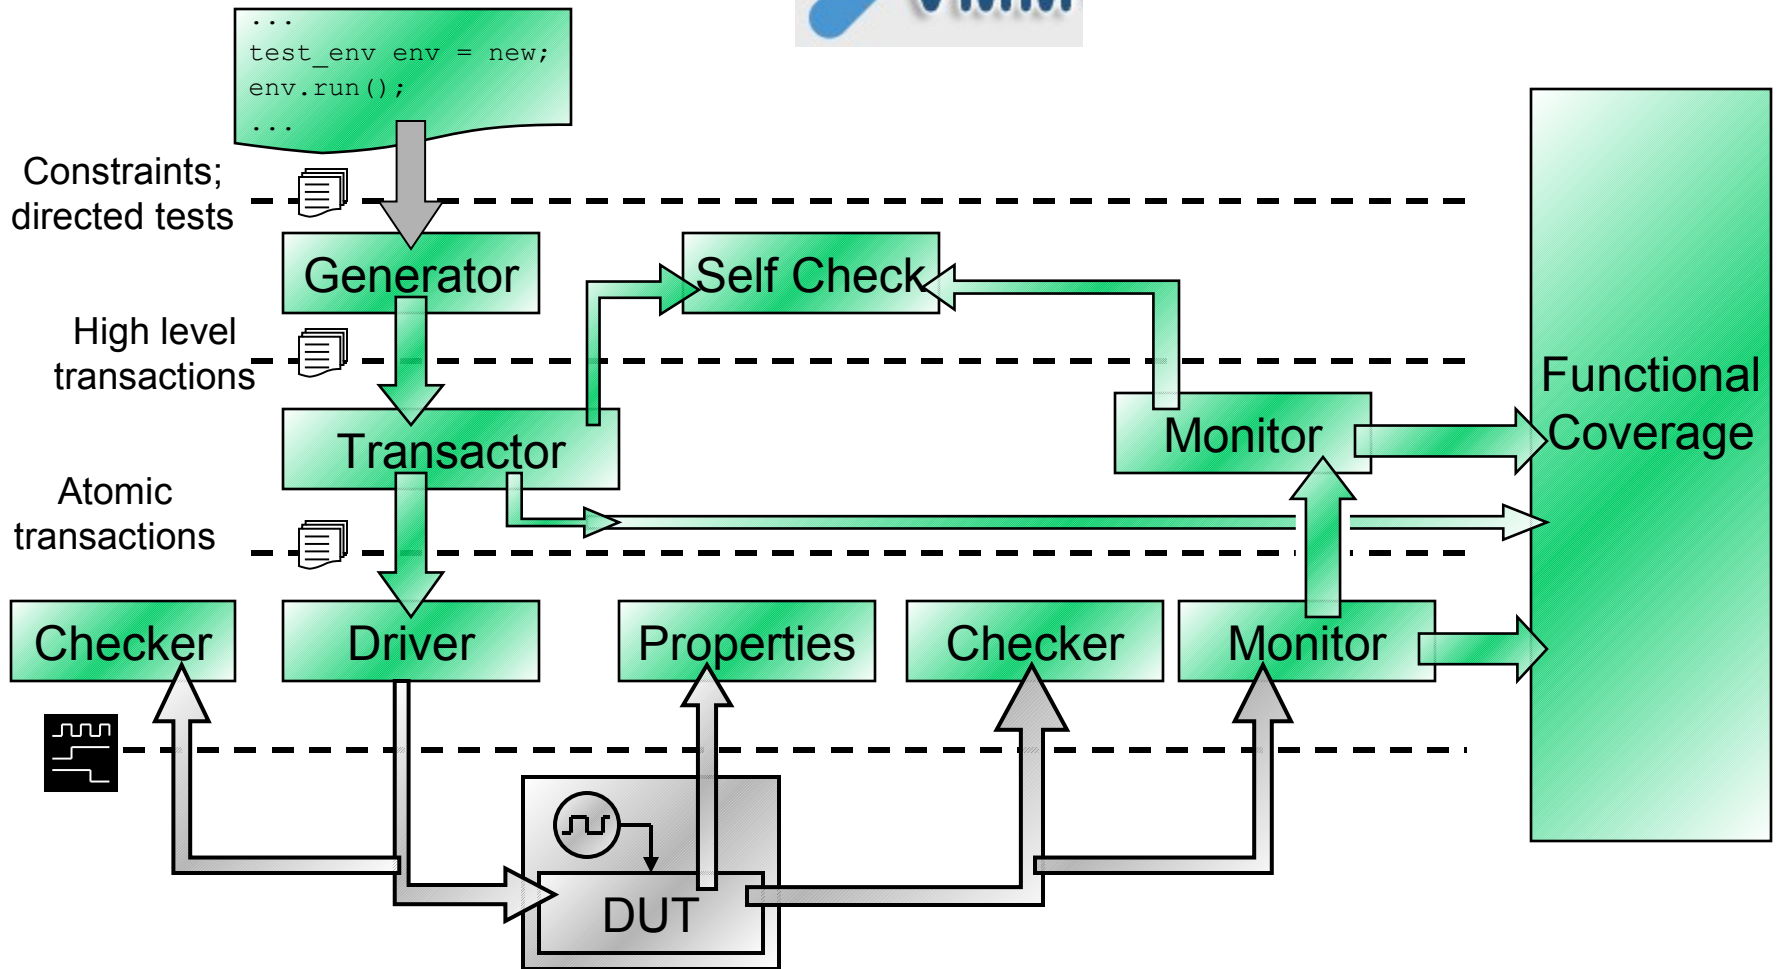 ...
test_env env = new;
env.run();
...
Constraints;
directed tests
Generator
Self Check
High level
transactions
Functional
Coverage
Transactor
Monitor
Atomic
transactions
Checker
Driver
Properties
Checker
Monitor
DUT